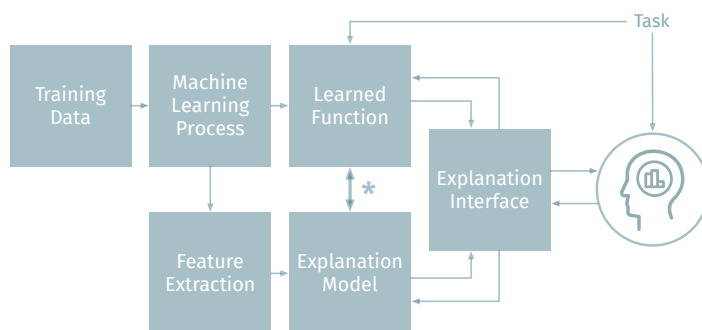 Task
Training
Data
Machine
Learning
Process
Learned
Function
Explanation
Interface
*
Feature
Extraction
Explanation
Model